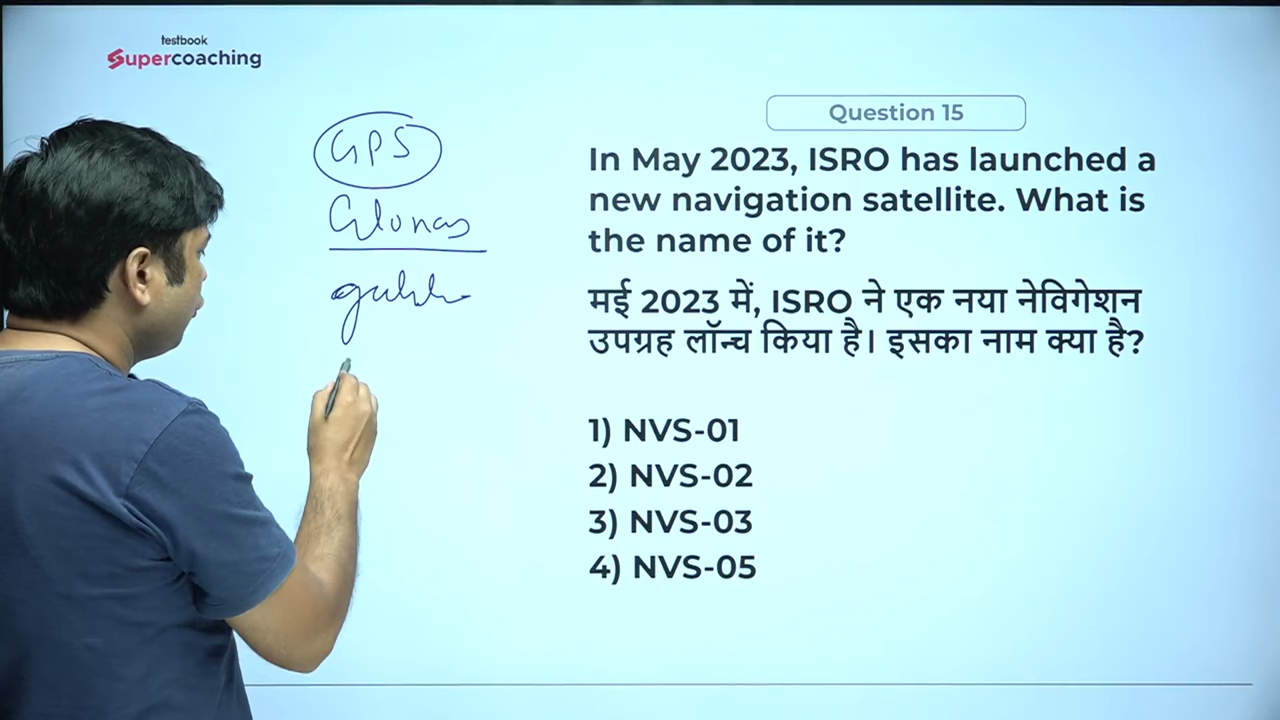 testbook
Supercoaching
GPS
Glonas
Question 15
In May 2023, ISRO has launched a
new navigation satellite. What is
the name of it?
मई 2023 में, ISRO ने एक नया नेविगेशन
उपग्रह लॉन्च किया है। इसका नाम क्या है?
1) NVS-01
2) NVS-02
3) NVS-03
4) NVS-05